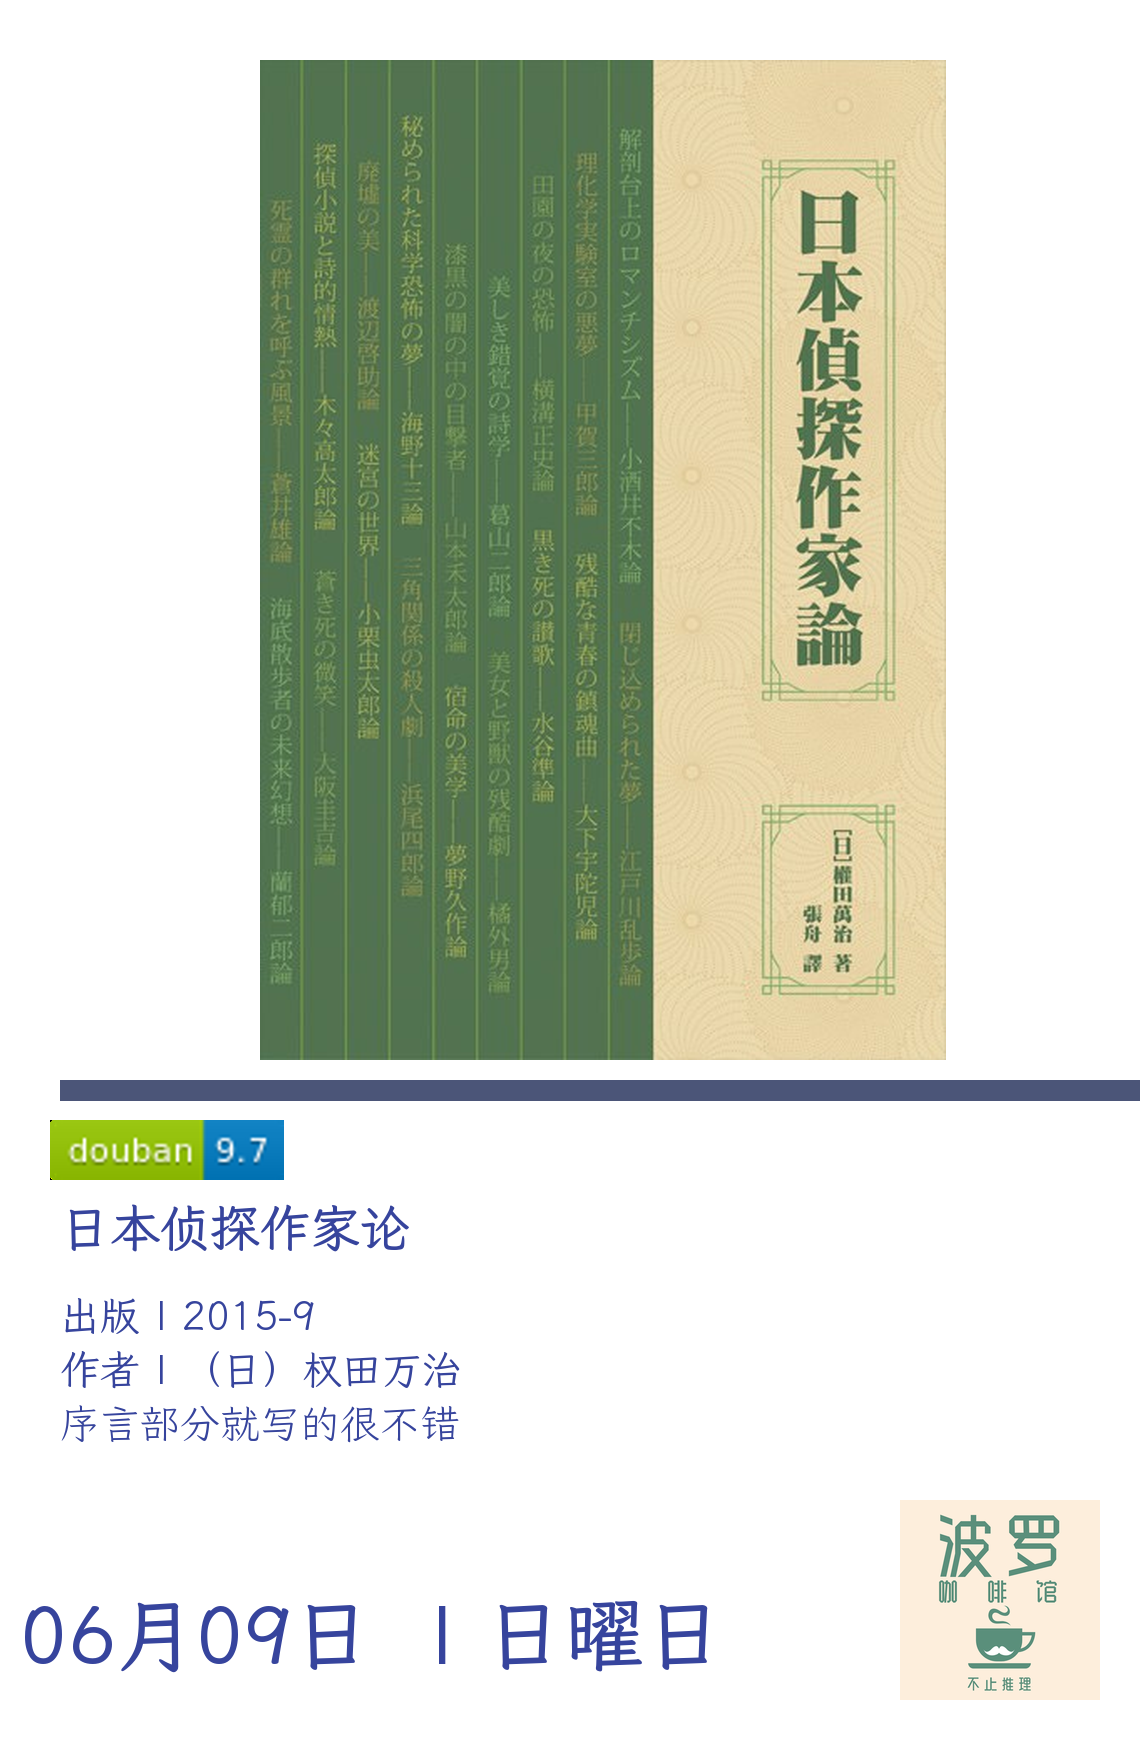 日本偵探作家論
[日]權田萬治 著
張舟 譯
解剖台上のロマンチシズム——小酒井不木論 閉じ込められた夢——江戸川乱歩論
理化学実験室の悪夢——甲賀三郎論 残酷な青春の鎮魂曲——大下宇陀児論
田園の夜の恐怖——横溝正史論 黒き死の讃歌——水谷準論
美しき錯覚の詩学——葛山二郎論 美女と野獣の残酷劇——橘外男論
漆黒の闇の中の目撃者——山本禾太郎論 宿命の美学——夢野久作論
秘められた科学恐怖の夢——海野十三論 三角関係の殺人劇——浜尾四郎論
廃墟の美——渡辺啓助論 迷宮の世界——小栗虫太郎論
探偵小説と詩的情熱——木々高太郎論 蒼き死の微笑——大阪圭吉論
死霊の群れを呼ぶ風景——蒼井雄論 海底散歩者の未来幻想——蘭郁二郎論
douban 9.7
日本侦探作家论
出版 | 2015-9
作者 | （日）权田万治
序言部分就写的很不错
06月09日 | 日曜日
波罗
咖啡馆
不止推理